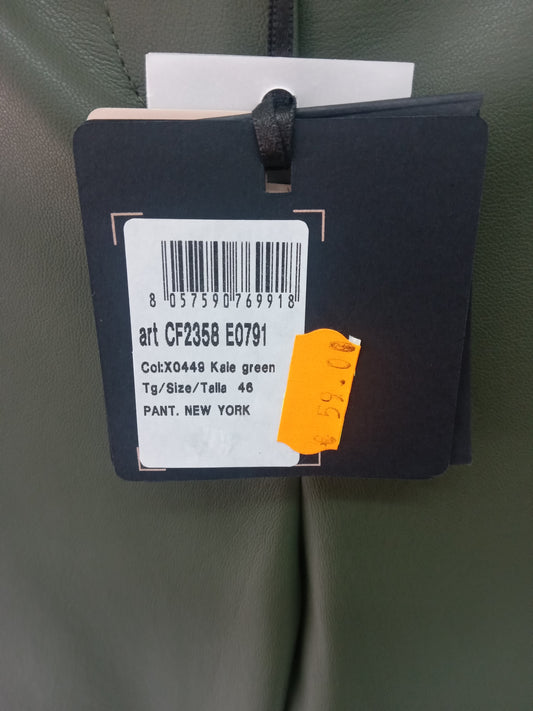 8 057590 769918
art CF2358 E0791
Col:X0449 Kale green
Tg/Size/Talla 46
PANT. NEW YORK
€ 59.00